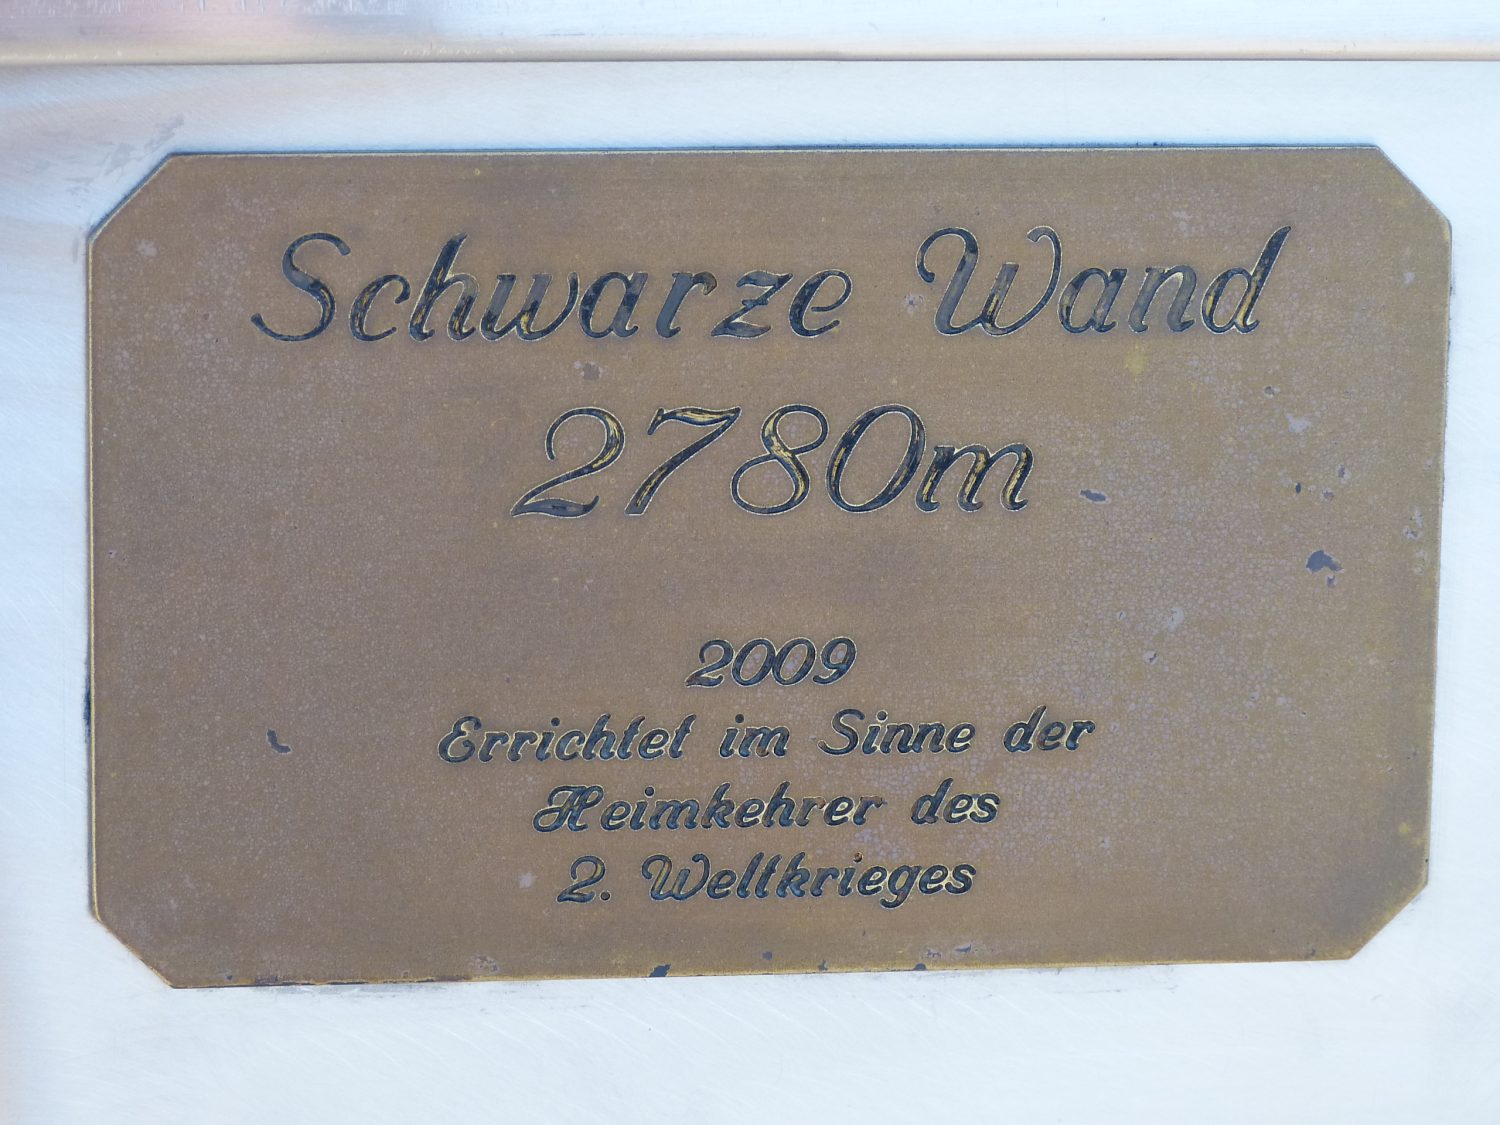 Schwarze Wand
2780m
2009
Errichtet im Sinne der
Heimkehrer des
2. Weltkrieges